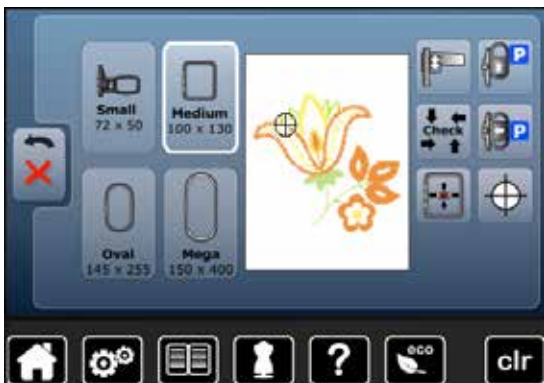 Small
72 x 50
Medium
100 x 130
Check
P
P
Oval
145 x 255
Mega
150 x 400
?
eco
clr